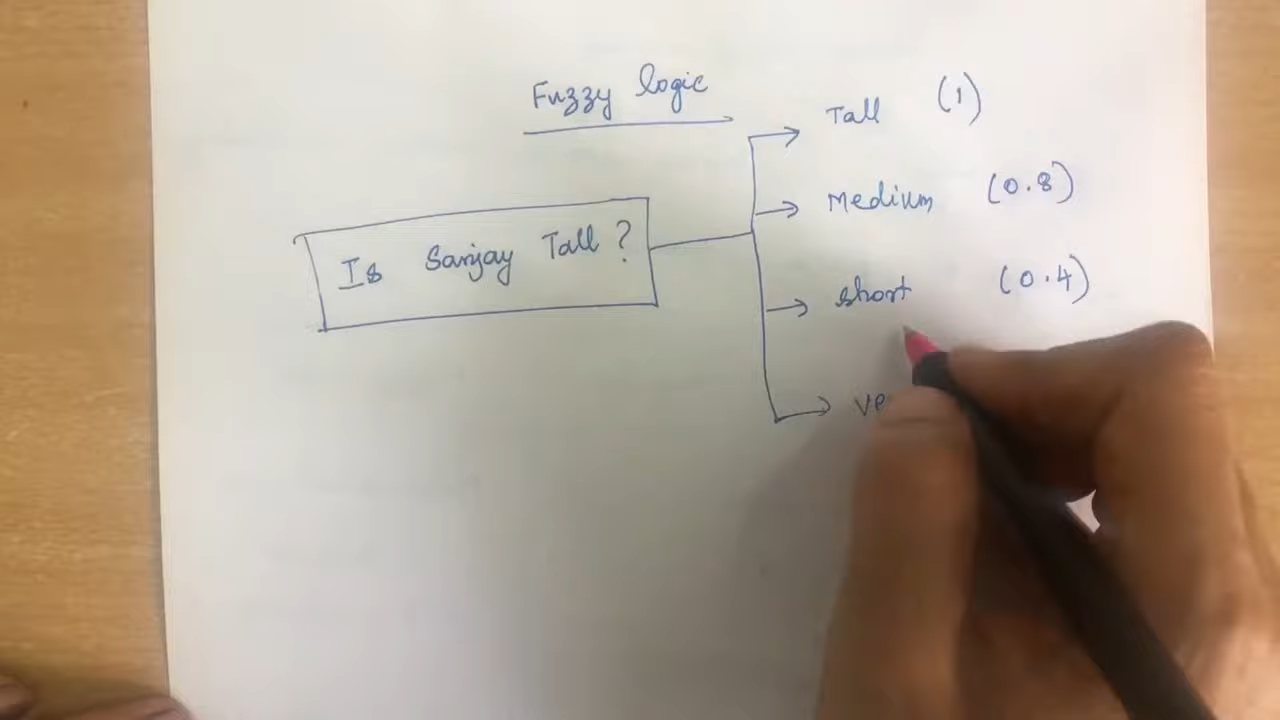 Fuzzy logic
Is Sanjay Tall ?
Tall (1)
Medium (0.8)
short (0.4)